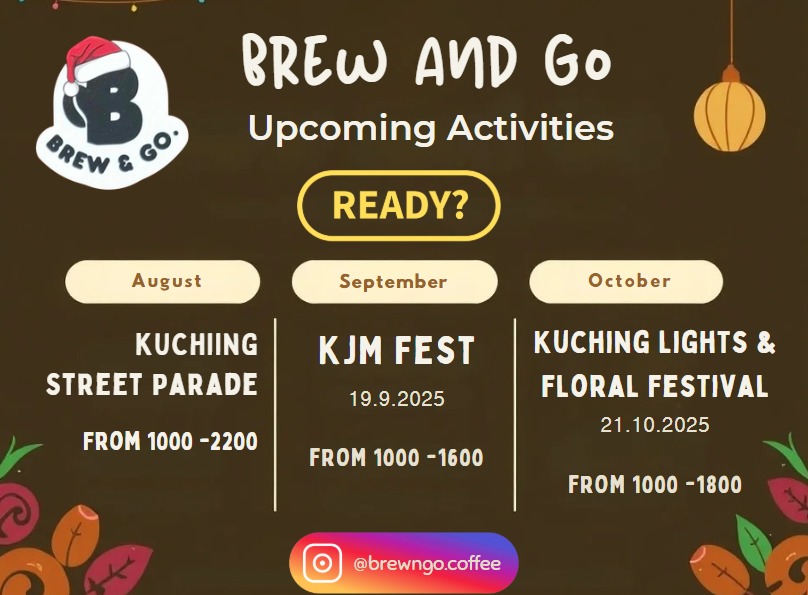 BREW & GO.
BREW AND GO
Upcoming Activities
READY?
August
KUCHIING
STREET PARADE
FROM 1000 -2200
September
KJM FEST
19.9.2025
FROM 1000 -1600
October
KUCHING LIGHTS &
FLORAL FESTIVAL
21.10.2025
FROM 1000 -1800
@brewngo.coffee